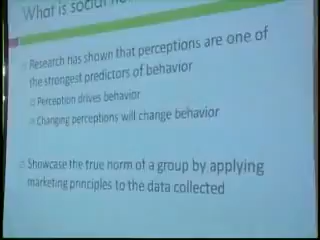 What is social
Research has shown that perceptions are one of
the strongest predictors of behavior
Perception drives behavior
Changing perceptions will change behavior
Showcase the true norm of a group by applying
marketing principles to the data collected